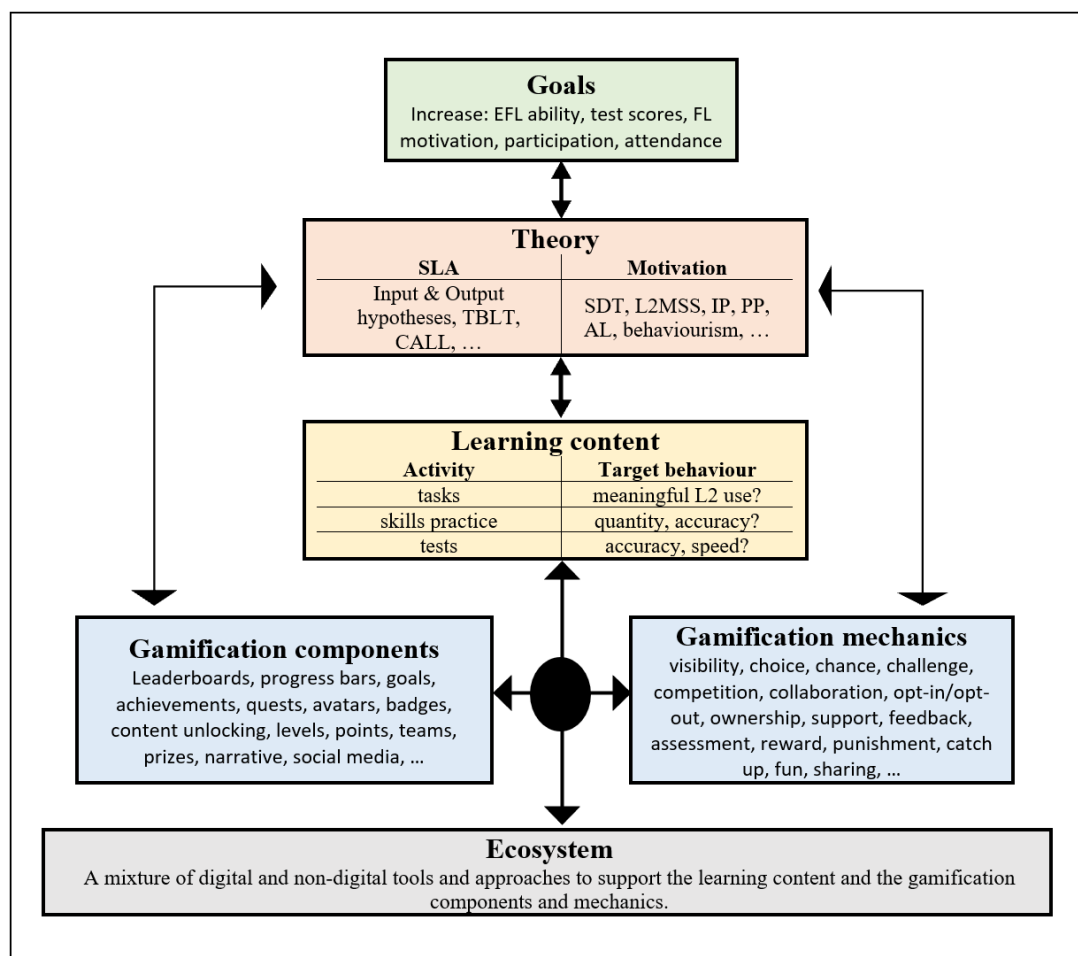 Goals
Increase: EFL ability, test scores, FL
motivation, participation, attendance
Theory
SLA
Motivation
Input & Output
hypotheses, TBLT,
CALL, …
SDT, L2MSS, IP, PP,
AL, behaviourism, …
Learning content
Activity
Target behaviour
tasks
meaningful L2 use?
skills practice
quantity, accuracy?
tests
accuracy, speed?
Gamification components
Leaderboards, progress bars, goals,
achievements, quests, avatars, badges,
content unlocking, levels, points, teams,
prizes, narrative, social media, …
Gamification mechanics
visibility, choice, chance, challenge,
competition, collaboration, opt-in/opt-
out, ownership, support, feedback,
assessment, reward, punishment, catch
up, fun, sharing, …
Ecosystem
A mixture of digital and non-digital tools and approaches to support the learning content and the gamification
components and mechanics.